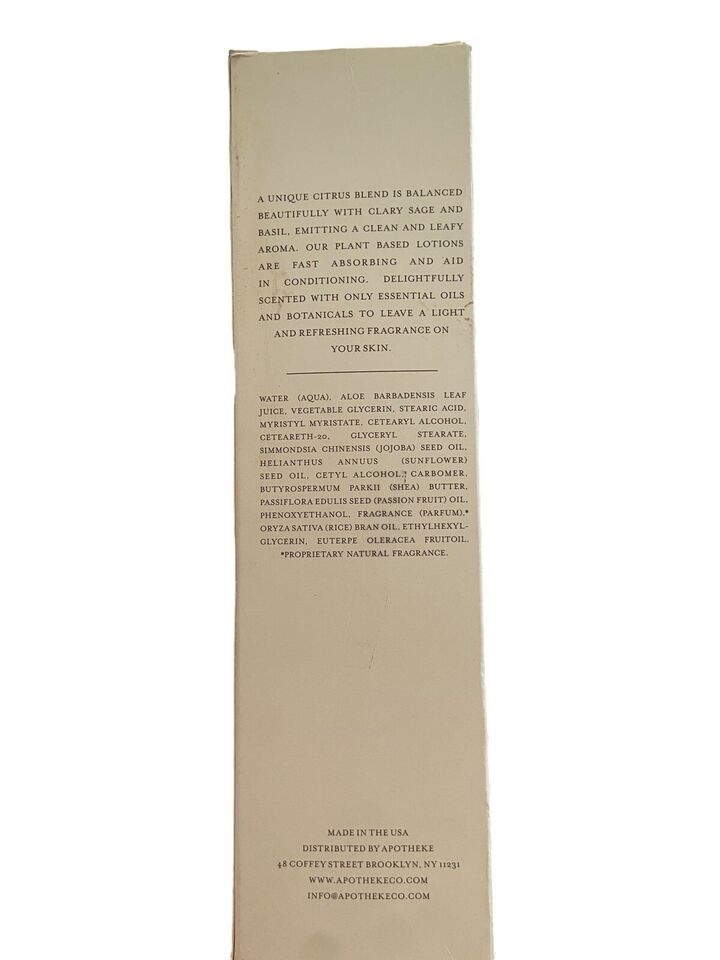 A UNIQUE CITRUS BLEND IS BALANCED
BEAUTIFULLY WITH CLARY SAGE AND
BASIL, EMITTING A CLEAN AND LEAFY
AROMA. OUR PLANT BASED LOTIONS
ARE FAST ABSORBING AND AID
IN CONDITIONING. DELIGHTFULLY
SCENTED WITH ONLY ESSENTIAL OILS
AND BOTANICALS TO LEAVE A LIGHT
AND REFRESHING FRAGRANCE ON
YOUR SKIN.
WATER (AQUA), ALOE BARBADENSIS LEAF
JUICE, VEGETABLE GLYCERIN, STEARIC ACID,
MYRISTYL MYRISTATE, CETEARYL ALCOHOL,
CETEARETH-20, GLYCERYL STEARATE,
SIMMONDSIA CHINENSIS (JOJOBA) SEED OIL,
HELIANTHUS ANNUUS (SUNFLOWER)
SEED OIL, CETYL ALCOHOL, CARBOMER,
BUTYROSPERMUM PARKII (SHEA) BUTTER,
PASSIFLORA EDULIS SEED (PASSION FRUIT) OIL,
PHENOXYETHANOL, FRAGRANCE (PARFUM),*
ORYZA SATIVA (RICE) BRAN OIL, ETHYLHEXYL-
GLYCERIN, EUTERPE OLERACEA FRUIT OIL.
*PROPRIETARY NATURAL FRAGRANCE.
MADE IN THE USA
DISTRIBUTED BY APOTHEKE
48 COFFEY STREET BROOKLYN, NY 11231
WWW.APOTHEKECO.COM
INFO@APOTHEKECO.COM